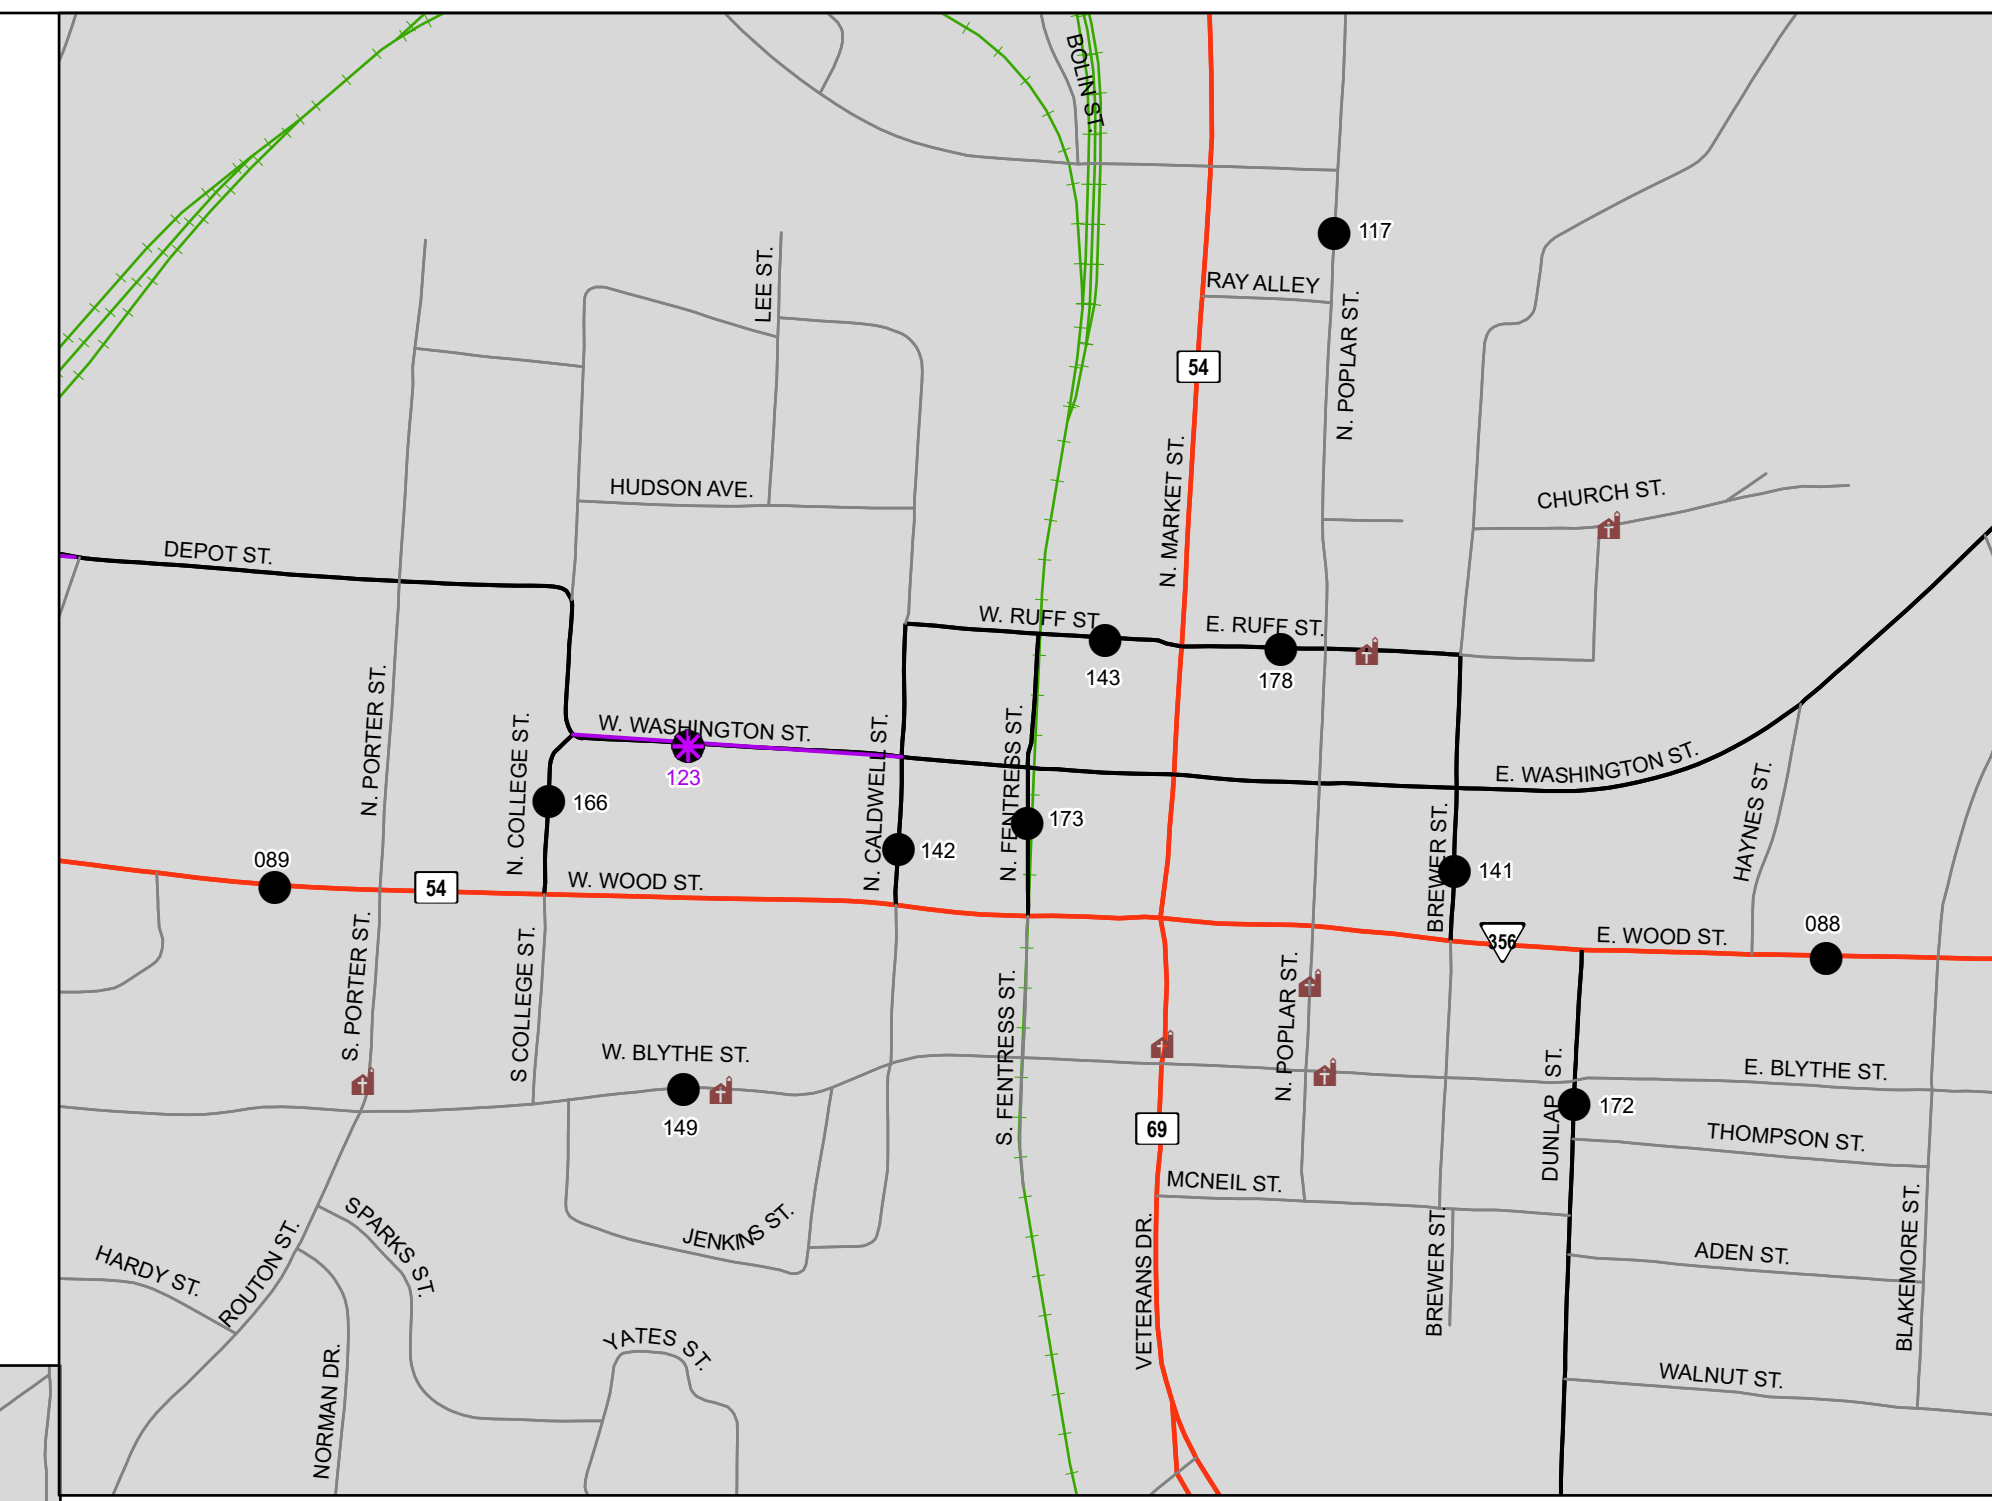 BOLIN ST.
117
LEE ST.
RAY ALLEY
N. POPLAR ST.
54
N. MARKET ST.
HUDSON AVE.
CHURCH ST.
DEPOT ST.
W. RUFF ST
E. RUFF ST.
143
178
N. PORTER ST.
N. COLLEGE ST.
W. WASHINGTON ST.
123
N. CALDWELL ST.
N. FENTRESS ST.
E. WASHINGTON ST.
HAYNES ST.
166
173
142
BREWER ST.
141
089
54
W. WOOD ST.
356
E. WOOD ST.
088
S. PORTER ST.
S COLLEGE ST.
S. FENTRESS ST.
N. POPLAR ST.
W. BLYTHE ST.
149
E. BLYTHE ST.
DUNLAP ST.
172
69
THOMPSON ST.
MCNEIL ST.
SPARKS ST.
JENKINS ST.
HARDY ST.
ROUTON ST.
VETERANS DR.
BREWER ST.
ADEN ST.
BLAKEMORE ST.
YATES ST.
NORMAN DR.
WALNUT ST.